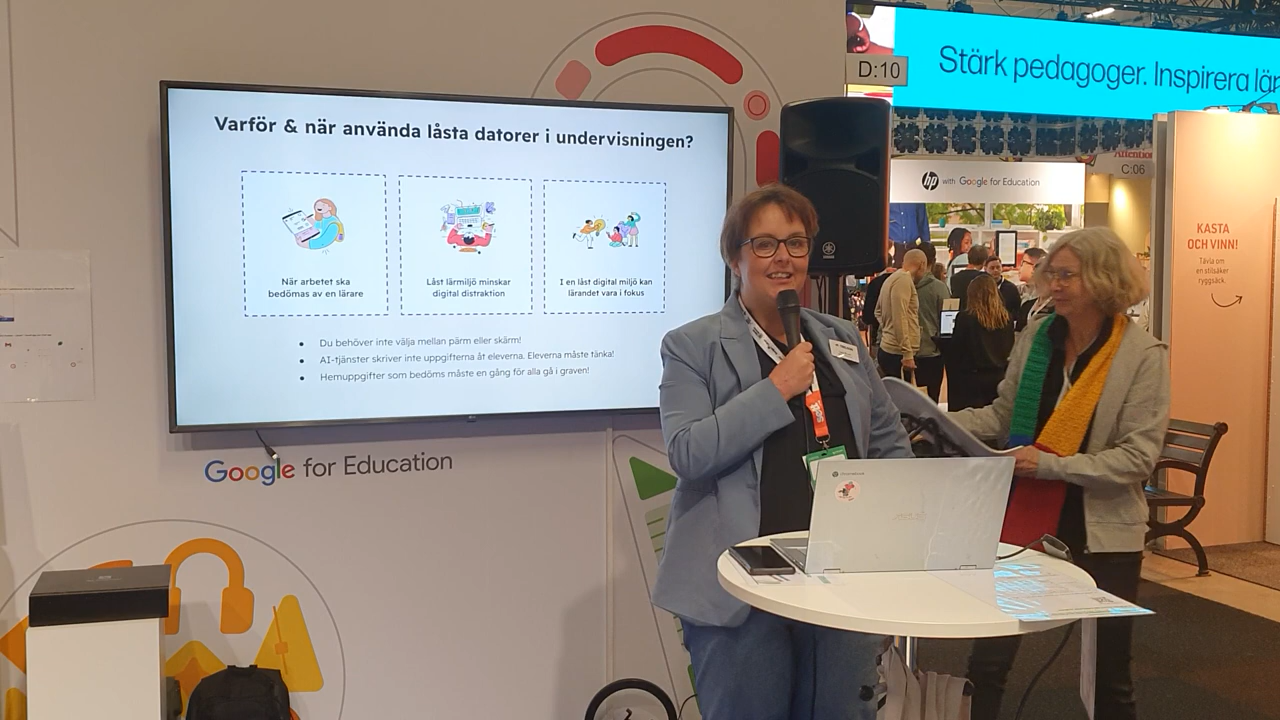 Varför & när använda låsta datorer i undervisningen?
När arbetet ska
bedömas av en lärare
Låst lärmiljö minskar
digital distraktion
I en låst digital miljö kan
lärandet vara i fokus
• Du behöver inte välja mellan pärm eller skärm!
• AI-tjänster skriver inte uppgifterna åt eleverna. Eleverna måste tänka!
• Hemuppgifter som bedöms måste en gång för alla gå i graven!
Google for Education
D:10
Stärk pedagoger. Inspirera lär
Attention
C:06
hp with Google for Education
KASTA
OCH VINN!
Tävla om
en stilsäker
ryggsäck.
YAMAHA
LG
Chromebook